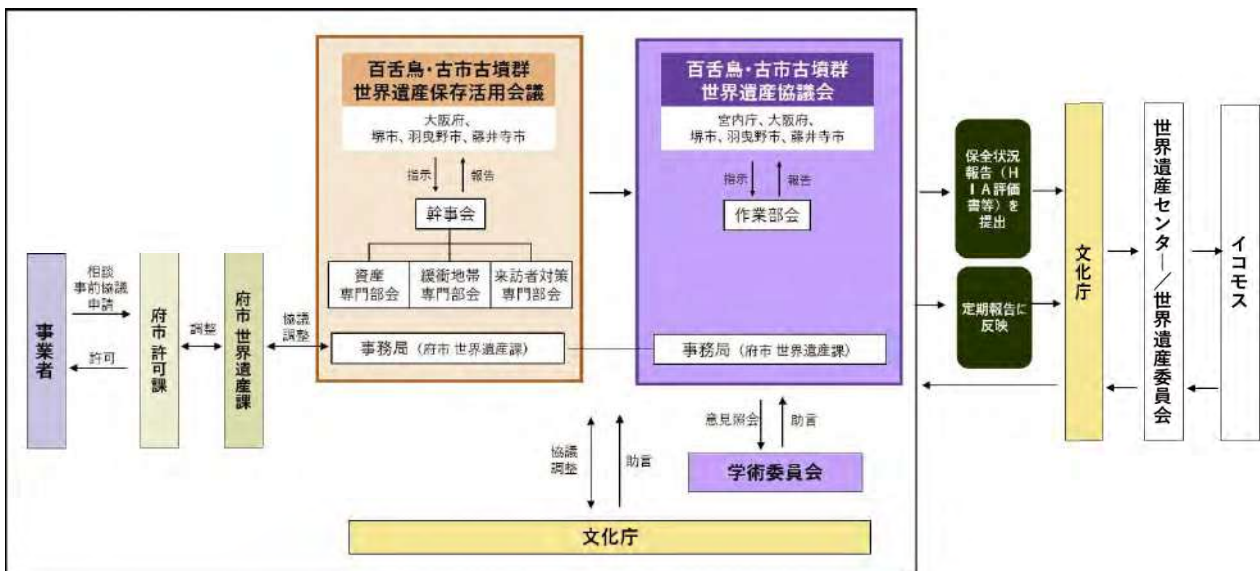 百舌鳥・古市古墳群
世界遺産保存活用会議
大阪府、
堺市、羽曳野市、藤井寺市
指示
報告
幹事会
資産
専門部会
緩衝地帯
専門部会
来訪者対策
専門部会
事務局（府市 世界遺産課）
百舌鳥・古市古墳群
世界遺産協議会
宮内庁、大阪府、
堺市、羽曳野市、藤井寺市
指示
報告
作業部会
事務局（府市 世界遺産課）
事業者
相談
事前協議
申請
許可
府市 許可課
調整
府市 世界遺産課
協議
調整
協議
調整
助言
意見照会
助言
学術委員会
文化庁
保全状況
報告（Ｈ
ＩＡ評価
書等）を
提出
定期報告に
反映
文化庁
世界遺産センター／世界遺産委員会
イコモス